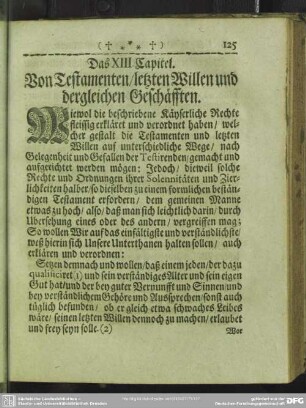 ( † * * * † ) 125
Das XIII Capitel.
Von Testamenten/letzten Willen und
dergleichen Geschäfften.
Wiewol die beschriebene Käyserliche Rechte
fleissig erkläret und verordnet haben/ wel-
cher gestalt die Testamenten und letzten
Willen auf unterschiedliche Wege/ nach
Gelegenheit und Gefallen der Testirenden/ gemacht und
aufgerichtet werden mögen: Jedoch/ dieweil solche
Rechte und Ordnungen ihrer Solennitäten und Zier-
lichkeiten halber/ so dieselben zu einem formlichen bestän-
digen Testament erfordern/ dem gemeinen Manne
etwas zu hoch/ also/ daß man sich leichtlich darin/ durch
Ubersehung eines oder des andern/ vergreiffen mag:
So wollen Wir auf das einfältigste und verständlichste/
weß hierin sich Unsere Unterthanen halten sollen/ auch
erklären und verordnen:
Setzen demnach und wollen/ daß einem jeden/ der dazu
qualificiret (1) und sein verständiges Alter und sein eigen
Gut hat/ und der bey guter Vernunfft und Sinnen/ und
bey verständlichem Gehöre und Aussprechen/ sonst auch
täglich befunden/ ob er gleich etwa schwaches Leibes
wäre/ seinen letzten Willen dennoch zu machen/ erlaubet
und frey seyn solle. (2) Wor